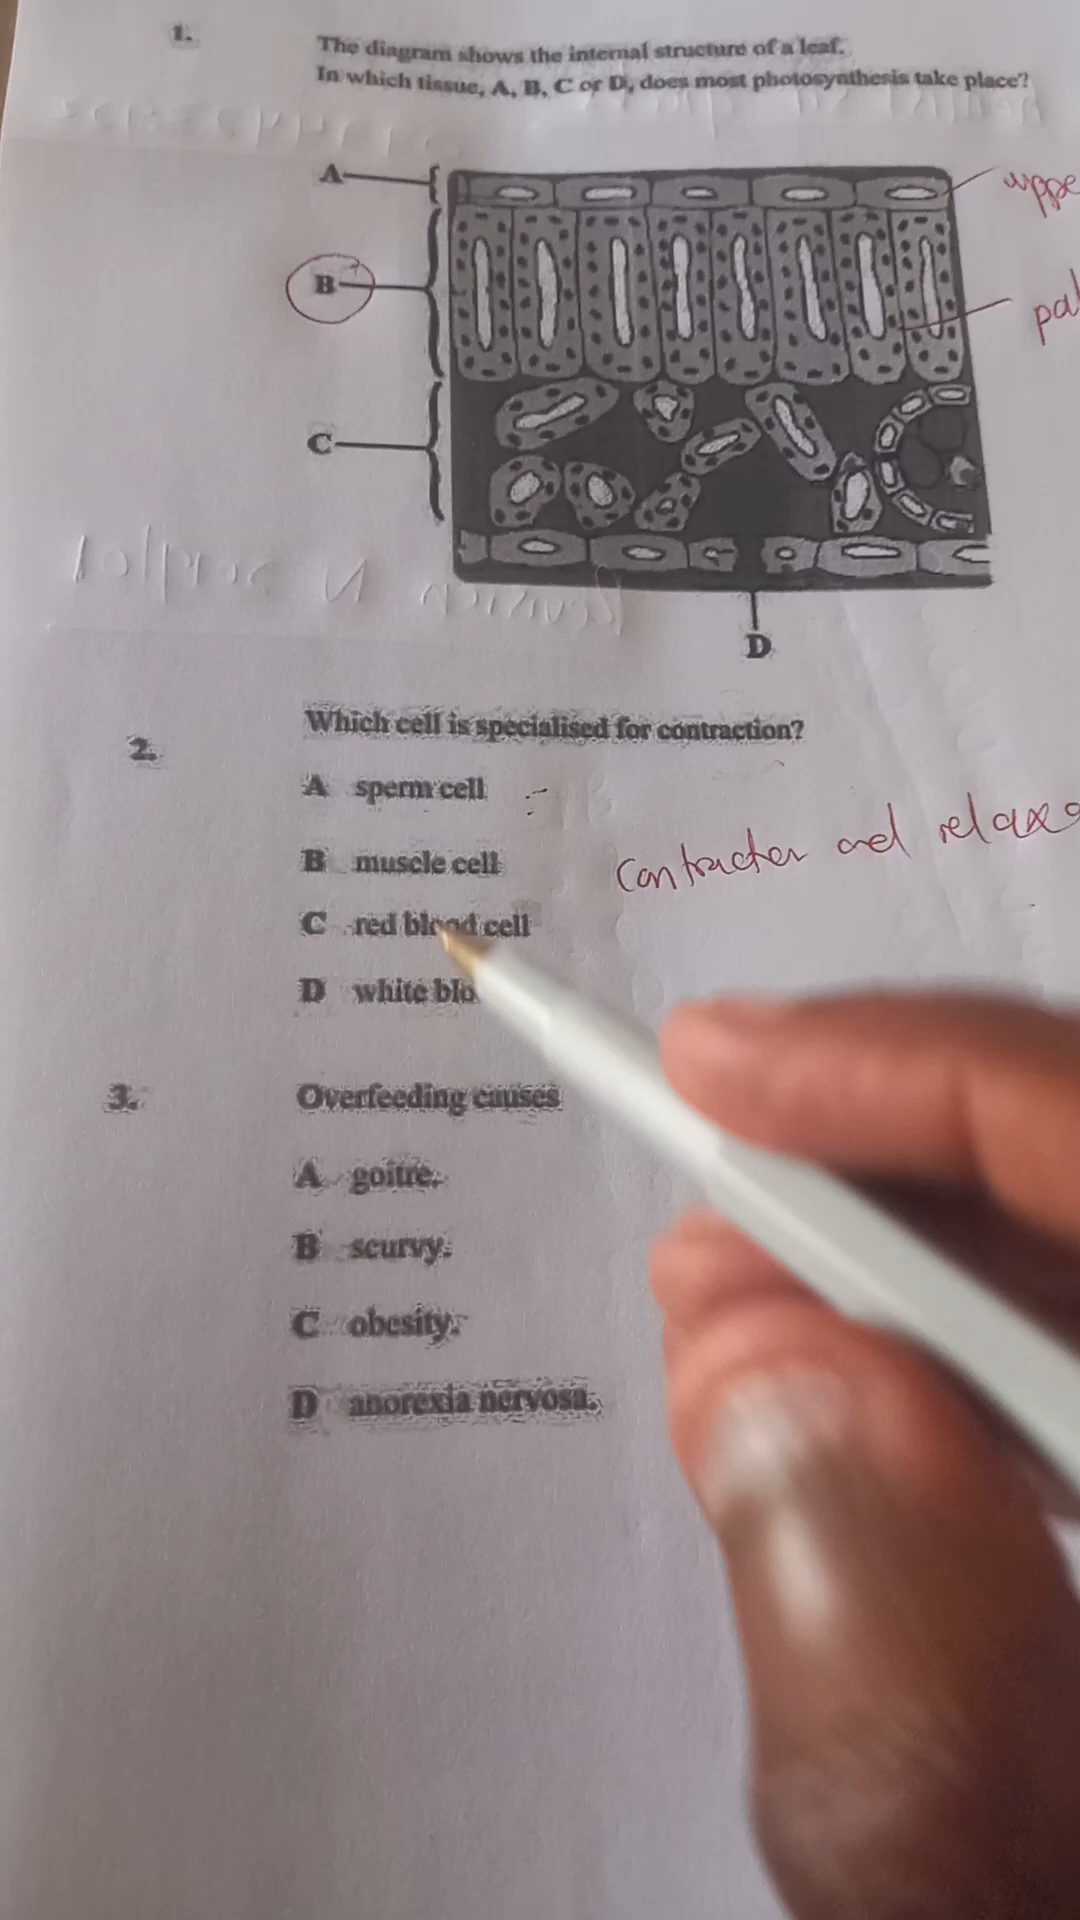 1.
The diagram shows the internal structure of a leaf.
In which tissue, A, B, C or D, does most photosynthesis take place?
A
uppe
B
pal
C
D
2.
Which cell is specialised for contraction?
A sperm cell
B muscle cell
Contracter and relaxe
C red blood cell
D white blo
3.
Overfeeding causes
A goitre.
B scurvy.
C obesity.
D anorexia nervosa.